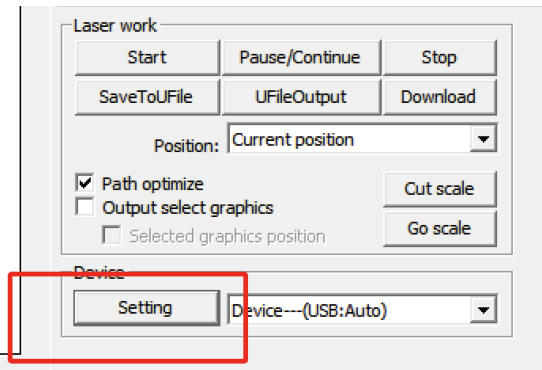 Laser work
Start Pause/Continue Stop
SaveToUFile UFileOutput Download
Position: Current position
Path optimize
Cut scale
Output select graphics
Selected graphics position
Go scale
Device
Setting Device---(USB:Auto)